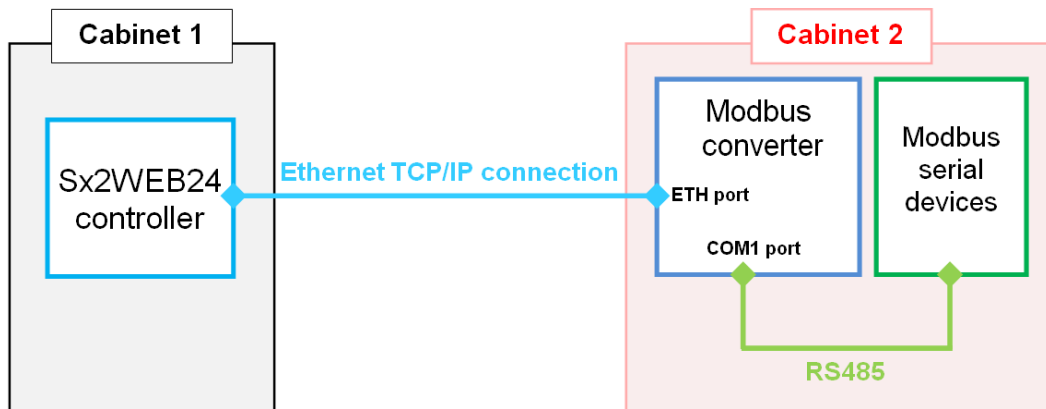 Cabinet 1
Cabinet 2
Sx2WEB24
controller
Ethernet TCP/IP connection
Modbus
converter
ETH port
COM1 port
Modbus
serial
devices
RS485